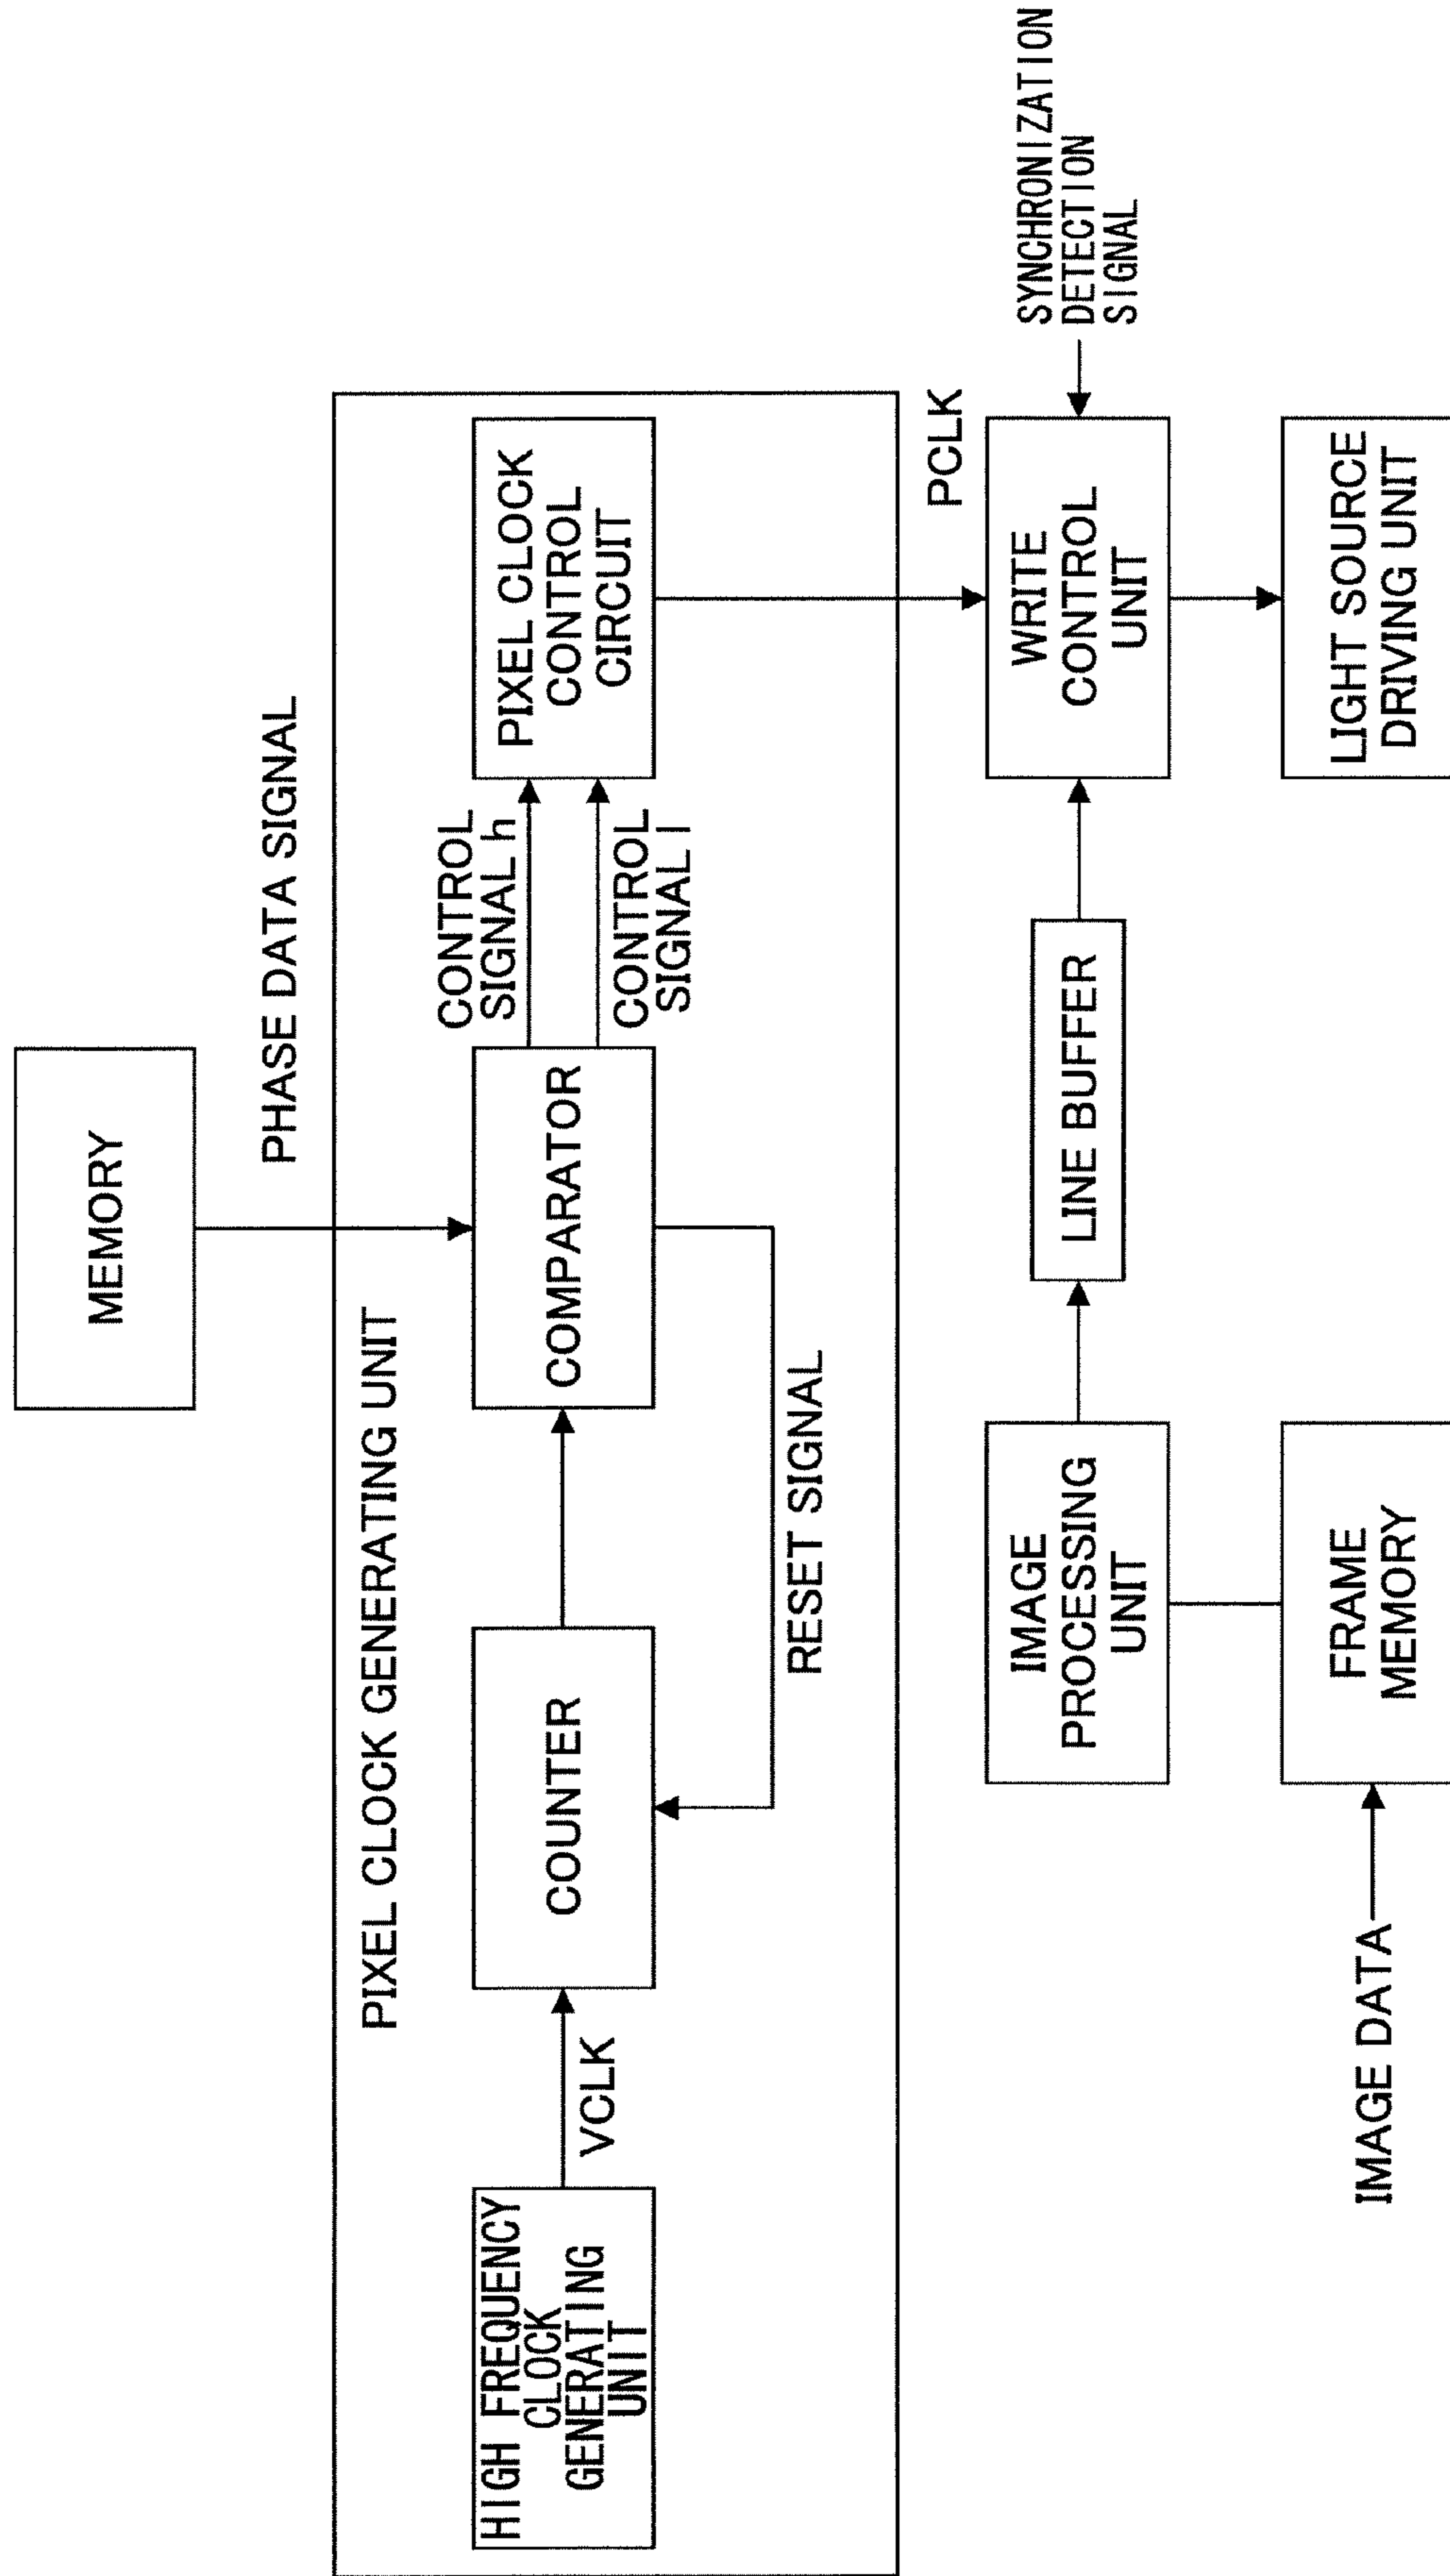 MEMORY
PHASE DATA SIGNAL
PIXEL CLOCK GENERATING UNIT
HIGH FREQUENCY
CLOCK
GENERATING
UNIT
VCLK
COUNTER
COMPARATOR
CONTROL
SIGNAL h
CONTROL
SIGNAL l
PIXEL CLOCK
CONTROL
CIRCUIT
RESET SIGNAL
PCLK
IMAGE
PROCESSING
UNIT
LINE BUFFER
WRITE
CONTROL
UNIT
SYNCHRONIZATION
DETECTION
SIGNAL
IMAGE DATA
FRAME
MEMORY
LIGHT SOURCE
DRIVING UNIT